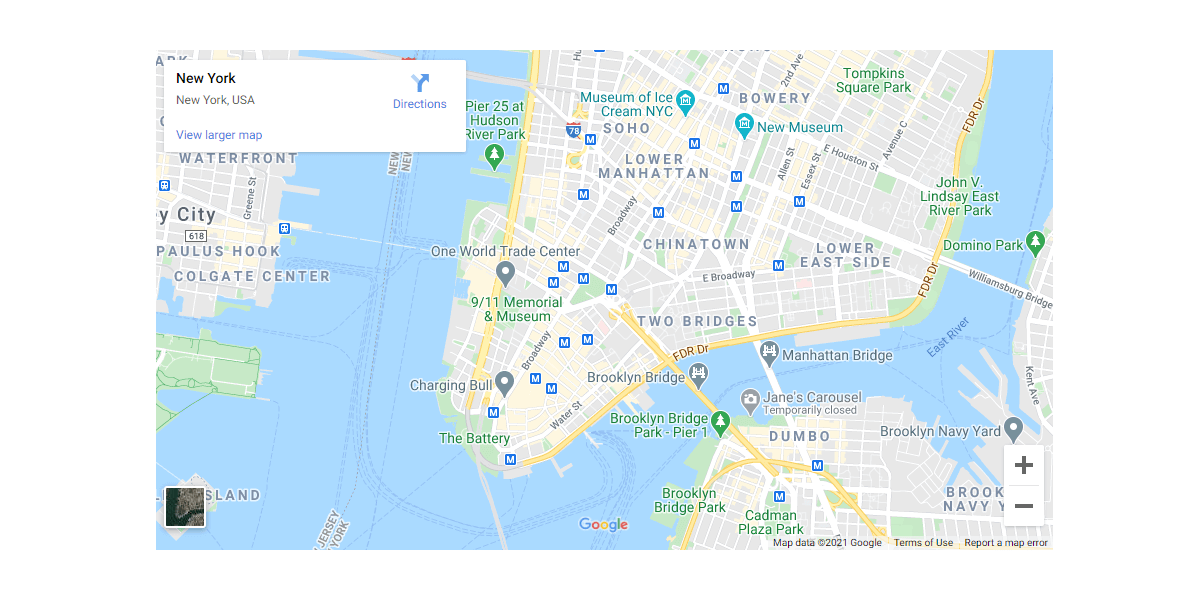 New York
New York, USA
Directions
View larger map
WATERFRONT
Greene St
y City
618
PAULUS HOOK
COLGATE CENTER
Pier 25 at
Hudson
River Park
78
Museum of Ice
Cream NYC
SOHO
BOWERY
2nd Ave
Tompkins
Square Park
New Museum
LOWER
MANHATTAN
Allen St
Essex St
E Houston St
Avenue C
FDR Dr
John V.
Lindsay East
River Park
Domino Park
Broadway
One World Trade Center
CHINATOWN
LOWER
EAST SIDE
E Broadway
FDR Dr
Williamsburg Bridge
9/11 Memorial
& Museum
TWO BRIDGES
Broadway
FDR Dr
East River
Manhattan Bridge
Brooklyn Bridge
Charging Bull
Kent Ave
Jane's Carousel
Temporarily closed
Water St
Brooklyn Bridge
Park - Pier 1
The Battery
DUMBO
Brooklyn Navy Yard
ISLAND
Brooklyn
Bridge Park
BROOK
NAVY Y
Cadman
Plaza Park
JERSEY
YORK
Google
Map data ©2021 Google
Terms of Use
Report a map error